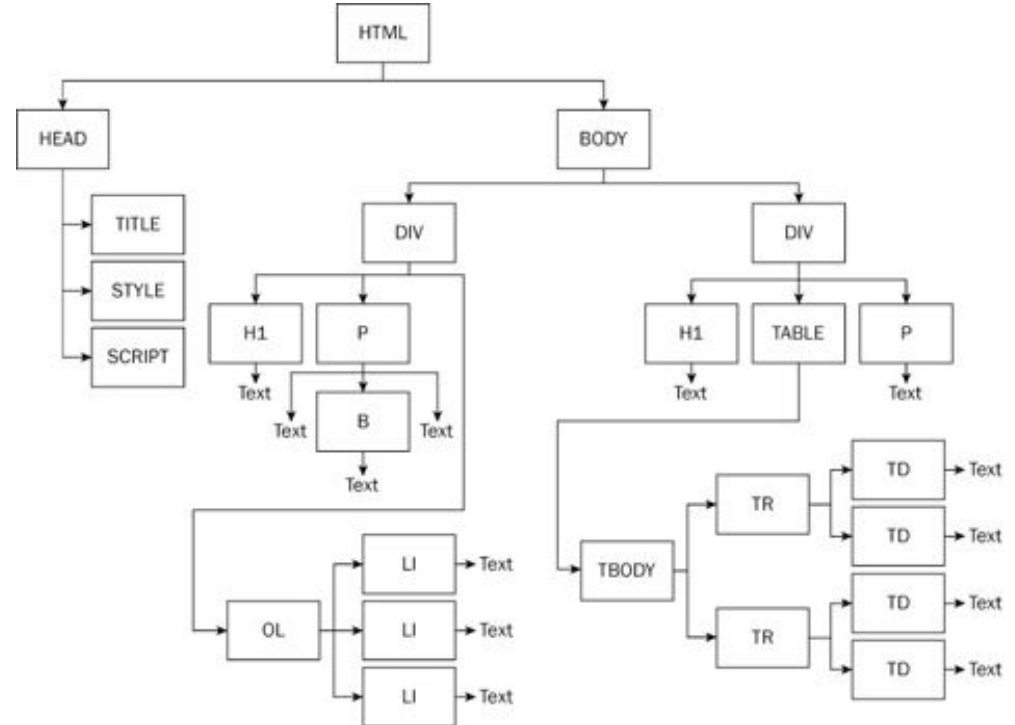 HTML
HEAD
BODY
TITLE
STYLE
SCRIPT
DIV
DIV
H1
P
H1
TABLE
P
Text
Text
B
Text
Text
Text
Text
TBODY
TR
TD
Text
TD
Text
TR
TD
Text
TD
Text
OL
LI
Text
LI
Text
LI
Text